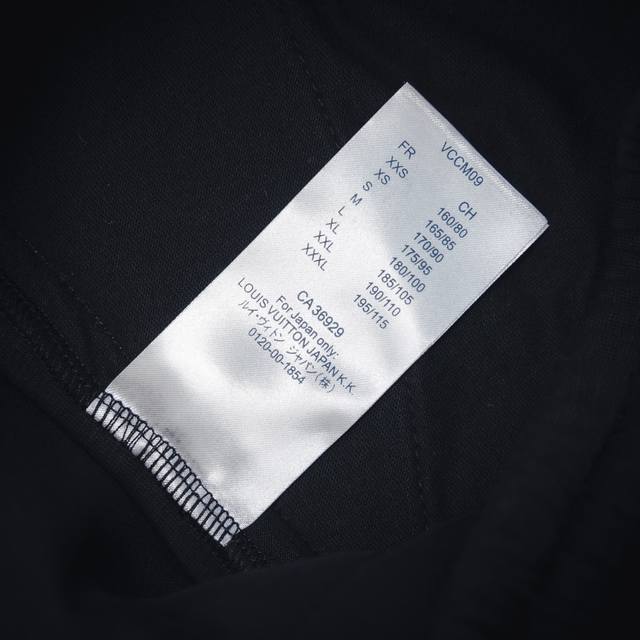 VCCM09
FR CH
XXS 160/80
XS 165/85
S 170/90
M 175/95
L 180/100
XL 185/105
XXL 190/110
XXXL 195/115
CA 36929
For Japan only:
LOUIS VUITTON JAPAN K.K.
ルイ・ヴィトン ジャパン(株)
0120-00-1854